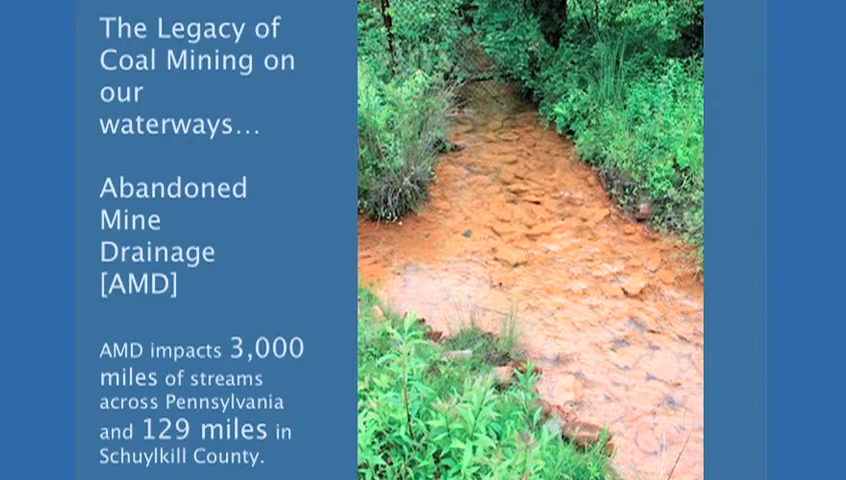 The Legacy of
Coal Mining on
our
waterways...
Abandoned
Mine
Drainage
[AMD]
AMD impacts 3,000
miles of streams
across Pennsylvania
and 129 miles in
Schuylkill County.